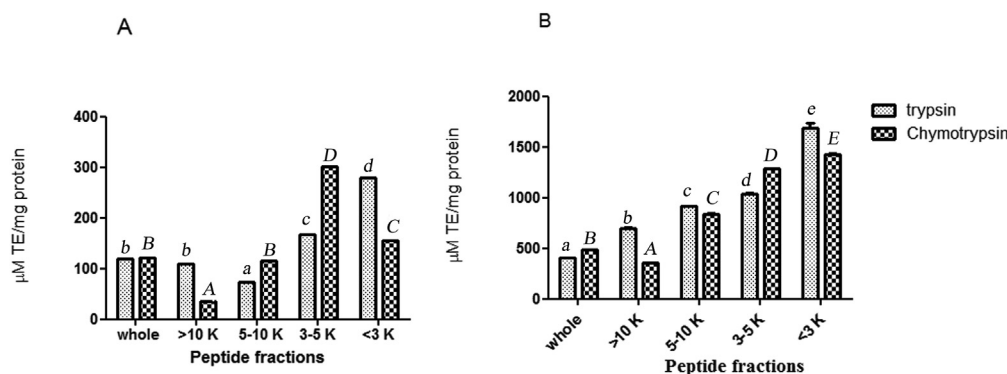 A
μM TE/mg protein
400
300
200
100
0
b B b A a B c D d C
whole >10 K 5-10 K 3-5 K <3 K
Peptide fractions
B
μM TE/mg protein
2000
1500
1000
500
0
a B b A c C d D e E
whole >10 K 5-10 K 3-5 K <3 K
Peptide fractions
trypsin
Chymotrypsin